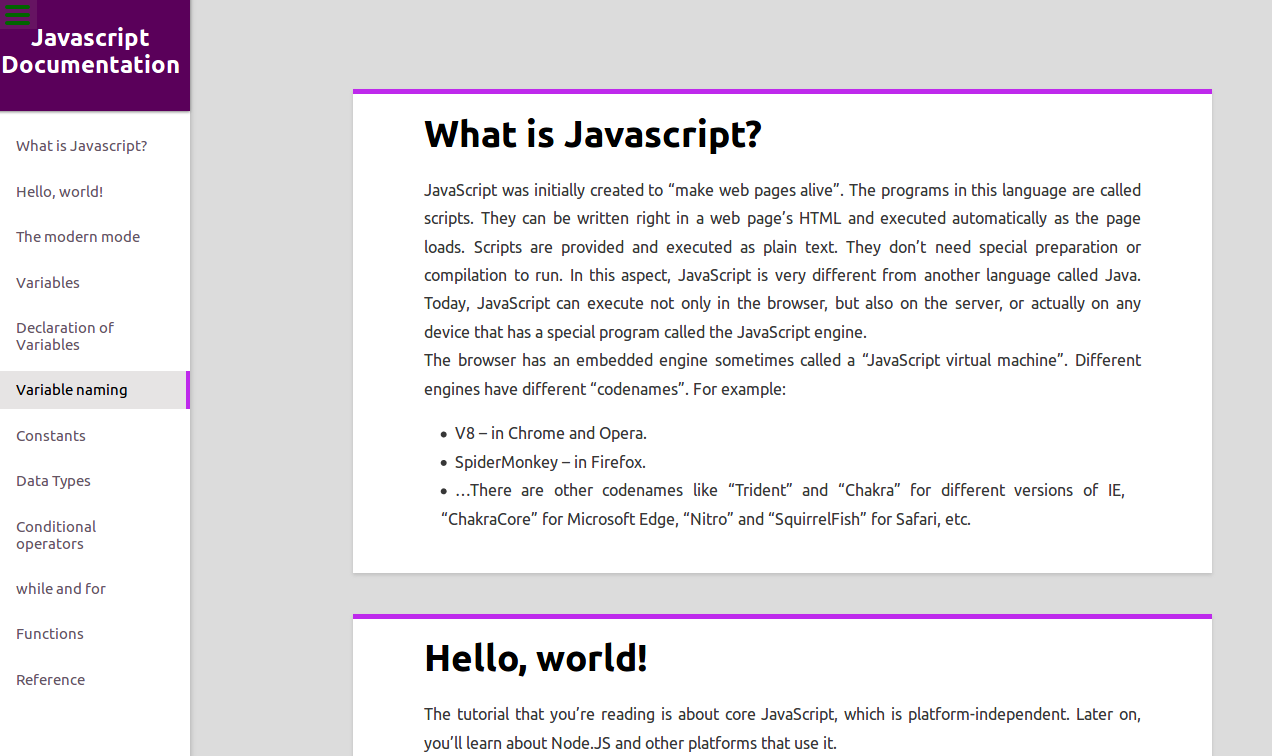 Javascript
Documentation
What is Javascript?
Hello, world!
The modern mode
Variables
Declaration of
Variables
Variable naming
Constants
Data Types
Conditional
operators
while and for
Functions
Reference
What is Javascript?
JavaScript was initially created to “make web pages alive”. The programs in this language are called
scripts. They can be written right in a web page’s HTML and executed automatically as the page
loads. Scripts are provided and executed as plain text. They don’t need special preparation or
compilation to run. In this aspect, JavaScript is very different from another language called Java.
Today, JavaScript can execute not only in the browser, but also on the server, or actually on any
device that has a special program called the JavaScript engine.
The browser has an embedded engine sometimes called a “JavaScript virtual machine”. Different
engines have different “codenames”. For example:
• V8 – in Chrome and Opera.
• SpiderMonkey – in Firefox.
• …There are other codenames like “Trident” and “Chakra” for different versions of IE,
“ChakraCore” for Microsoft Edge, “Nitro” and “SquirrelFish” for Safari, etc.
Hello, world!
The tutorial that you’re reading is about core JavaScript, which is platform-independent. Later on,
you’ll learn about Node.JS and other platforms that use it.